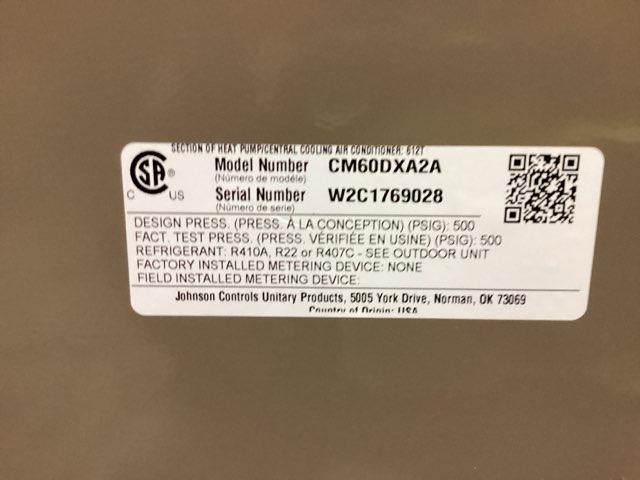 SECTION OF HEAT PUMP/CENTRAL COOLING AIR CONDITIONER: 612T
SA ®
C US
Model Number CM60DXA2A
(Numéro de modèle)
Serial Number W2C1769028
(Numéro de serie)
DESIGN PRESS. (PRESS. À LA CONCEPTION) (PSIG): 500
FACT. TEST PRESS. (PRESS. VÉRIFIÉE EN USINE) (PSIG): 500
REFRIGERANT: R410A, R22 or R407C - SEE OUTDOOR UNIT
FACTORY INSTALLED METERING DEVICE: NONE
FIELD INSTALLED METERING DEVICE:
Johnson Controls Unitary Products, 5005 York Drive, Norman, OK 73069
Country of Origin: USA